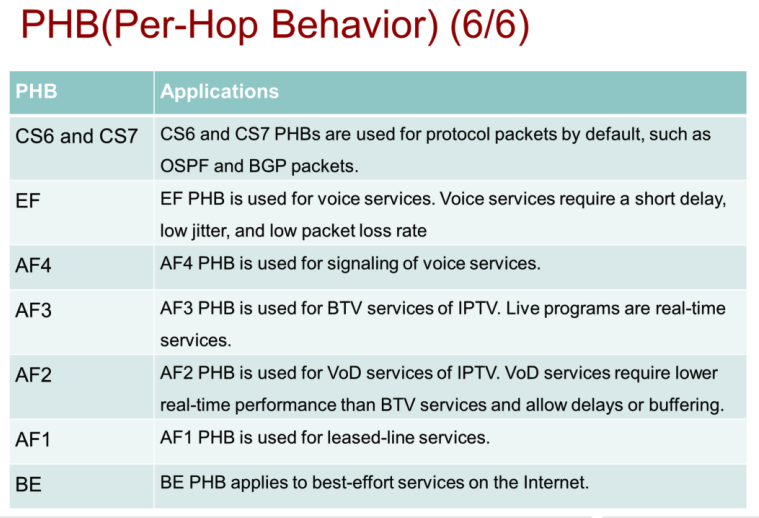 PHB(Per-Hop Behavior) (6/6)
PHB Applications
CS6 and CS7 CS6 and CS7 PHBs are used for protocol packets by default, such as
OSPF and BGP packets.
EF EF PHB is used for voice services. Voice services require a short delay,
low jitter, and low packet loss rate
AF4 AF4 PHB is used for signaling of voice services.
AF3 AF3 PHB is used for BTV services of IPTV. Live programs are real-time
services.
AF2 AF2 PHB is used for VoD services of IPTV. VoD services require lower
real-time performance than BTV services and allow delays or buffering.
AF1 AF1 PHB is used for leased-line services.
BE BE PHB applies to best-effort services on the Internet.